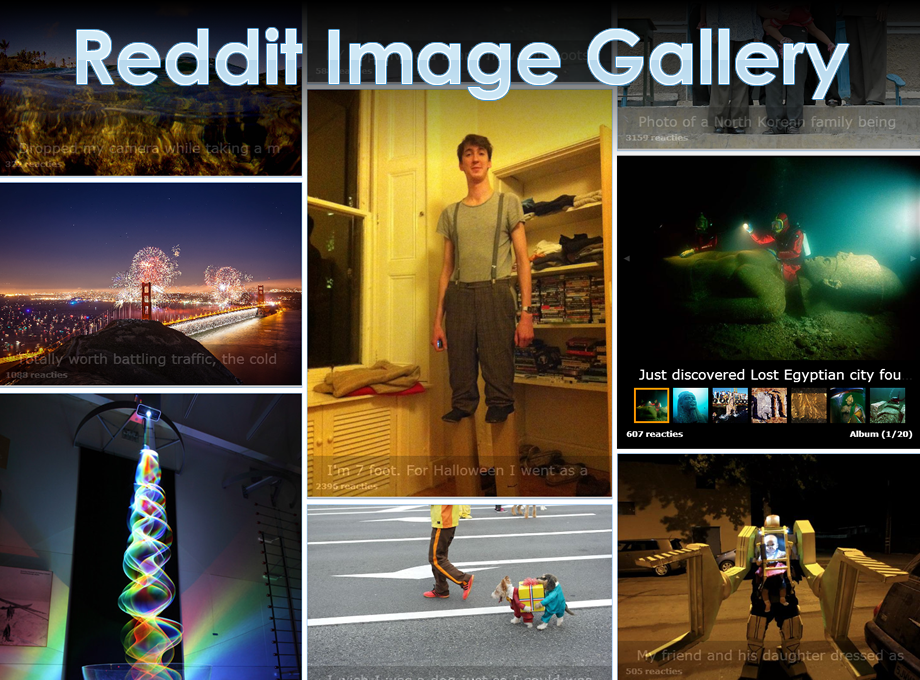 Reddit Image Gallery
Dropped my camera while taking a m
Totally worth battling traffic, the cold
1088 reacties
I'm 7 foot. For Halloween I went as a
2396 reacties
I wish I was a dog just so I could wear
Photo of a North Korean family being
3159 reacties
Just discovered Lost Egyptian city fou
607 reacties
Album (1/20)
My friend and his daughter dressed as
505 reacties